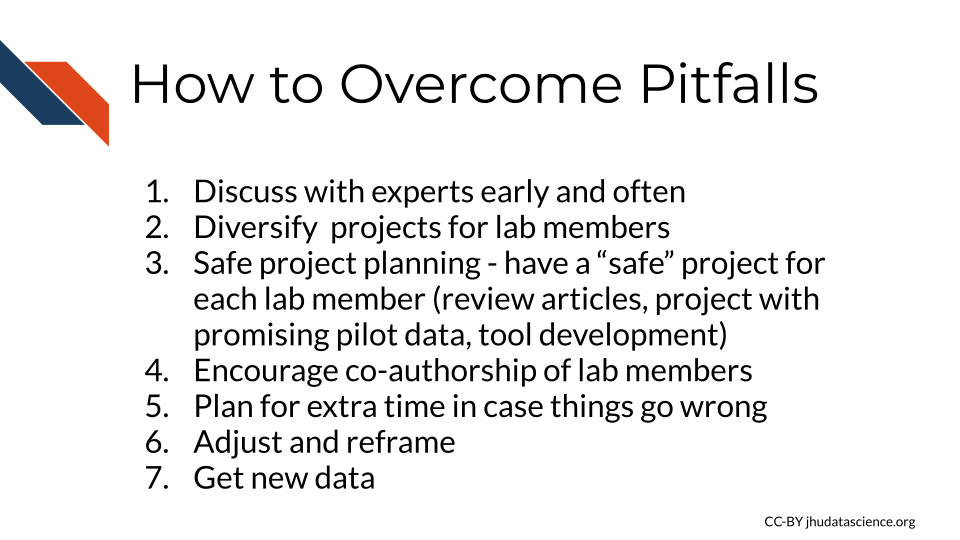 How to Overcome Pitfalls
1. Discuss with experts early and often
2. Diversify  projects for lab members
3. Safe project planning - have a “safe” project for
each lab member (review articles, project with
promising pilot data, tool development)
4. Encourage co-authorship of lab members
5. Plan for extra time in case things go wrong
6. Adjust and reframe
7. Get new data
CC-BY jhudatascience.org